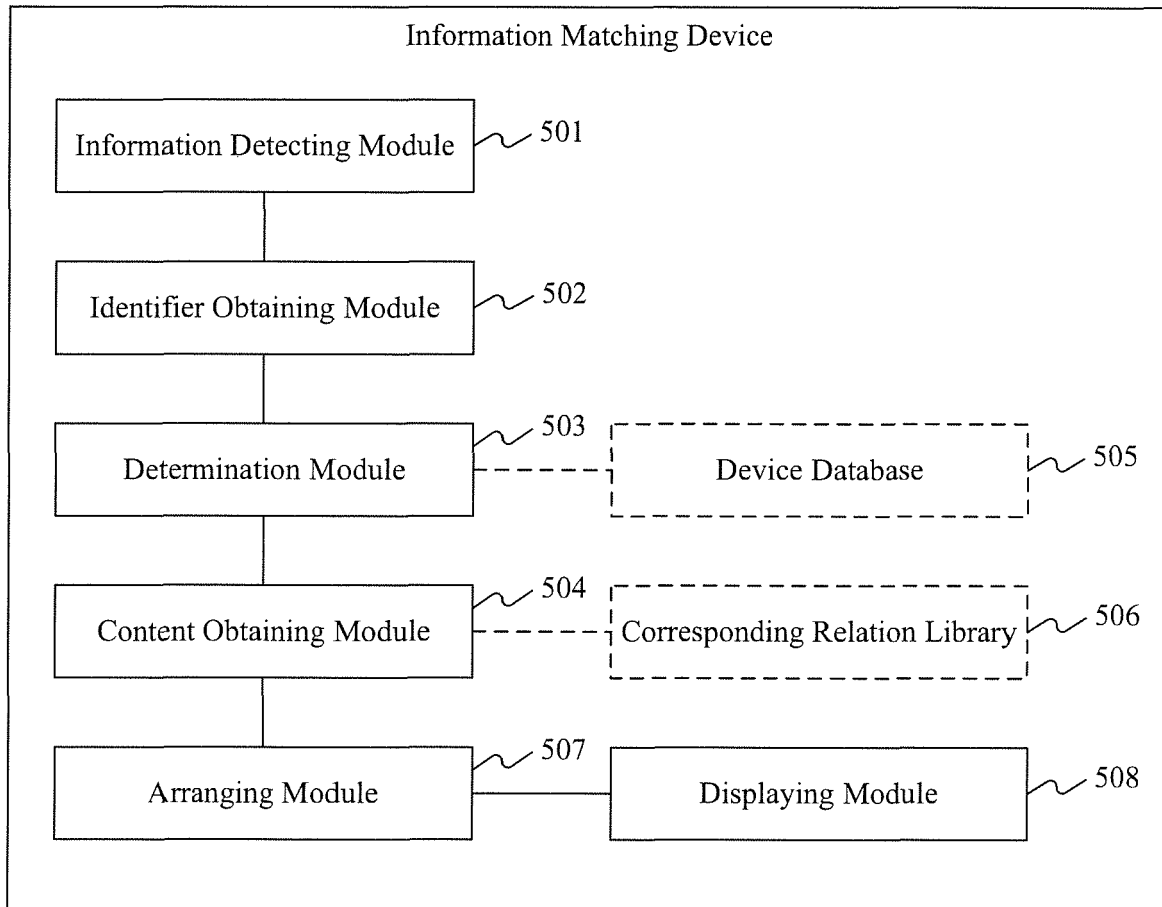 Information Matching Device
Information Detecting Module
501
Identifier Obtaining Module
502
Determination Module
503
Device Database
505
Content Obtaining Module
504
Corresponding Relation Library
506
Arranging Module
507
Displaying Module
508